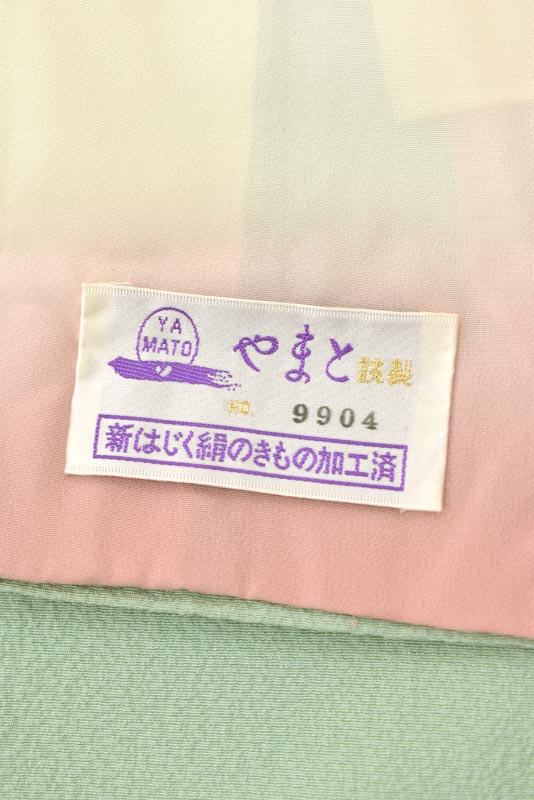 YA
MATO
やまと謹製
NO. 9904
新はじく絹のきもの加工済